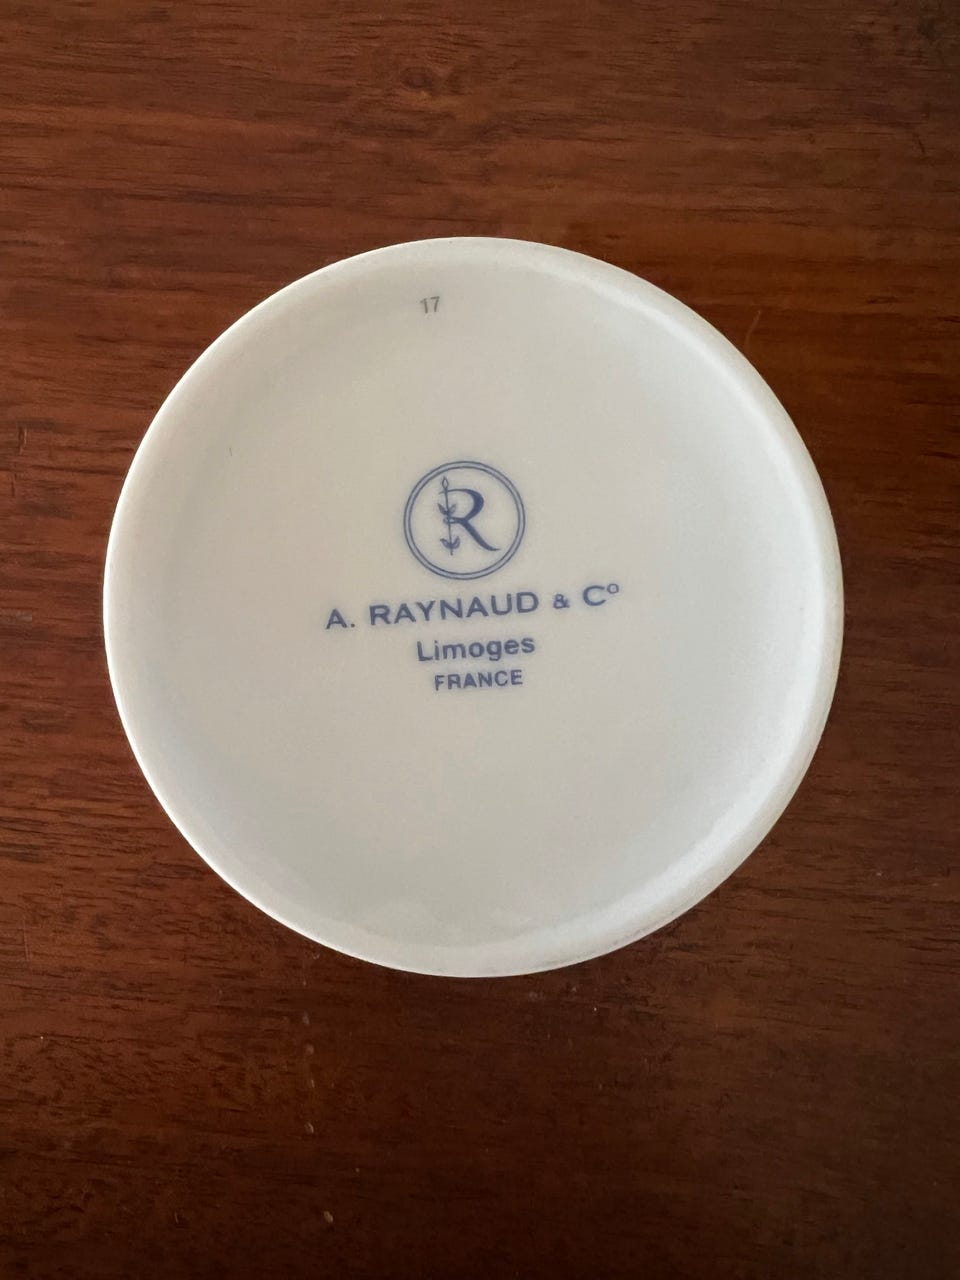 17
R
A. RAYNAUD & Cº
Limoges
FRANCE